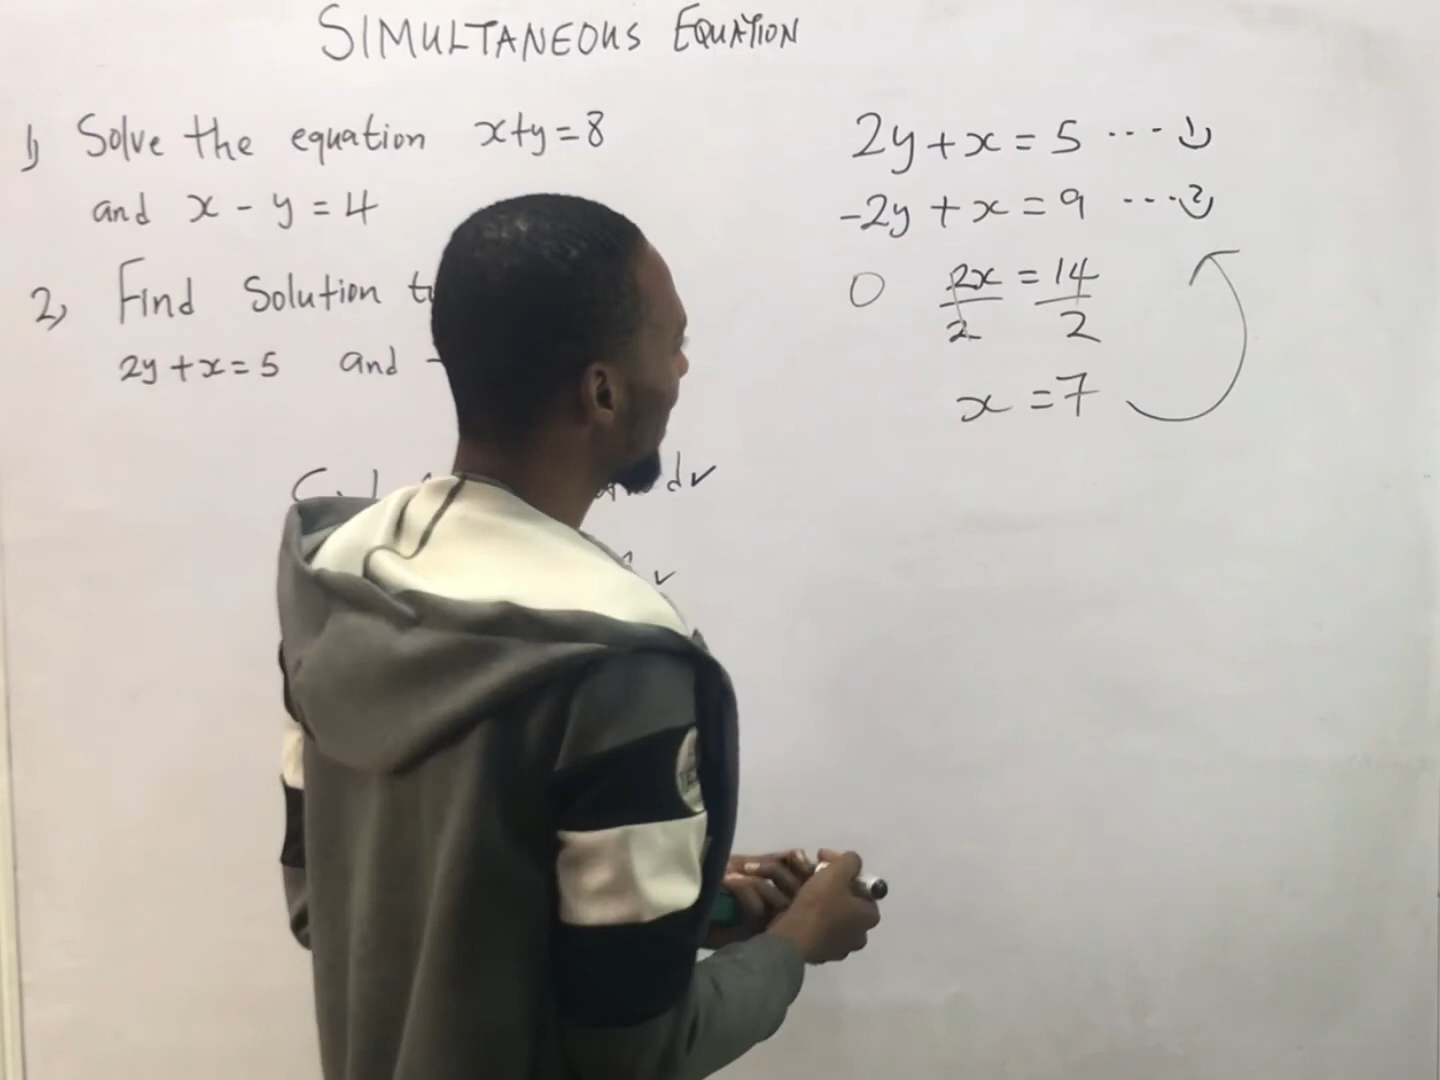 SIMULTANEOUS EQUATION
1) Solve the equation x+y=8
and x - y = 4
2) Find Solution
2y+x=5 and -
2y+x=5 ---- 1)
-2y+x=9 ---- 2)
0 2x = 14
2 2
x = 7